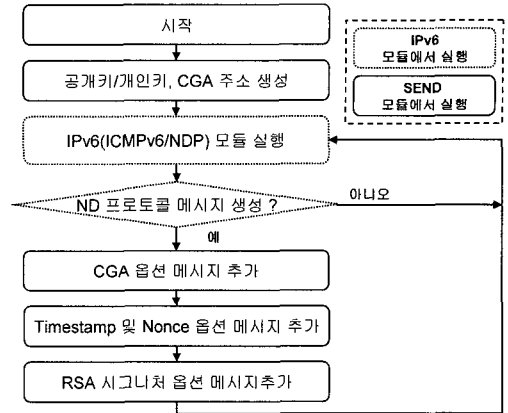 시작
IPv6
모듈에서 실행
SEND
모듈에서 실행
공개키/개인키, CGA 주소 생성
IPv6(ICMPv6/NDP) 모듈 실행
ND 프로토콜 메시지 생성 ?
아니오
예
CGA 옵션 메시지 추가
Timestamp 및 Nonce 옵션 메시지 추가
RSA 시그니처 옵션 메시지추가